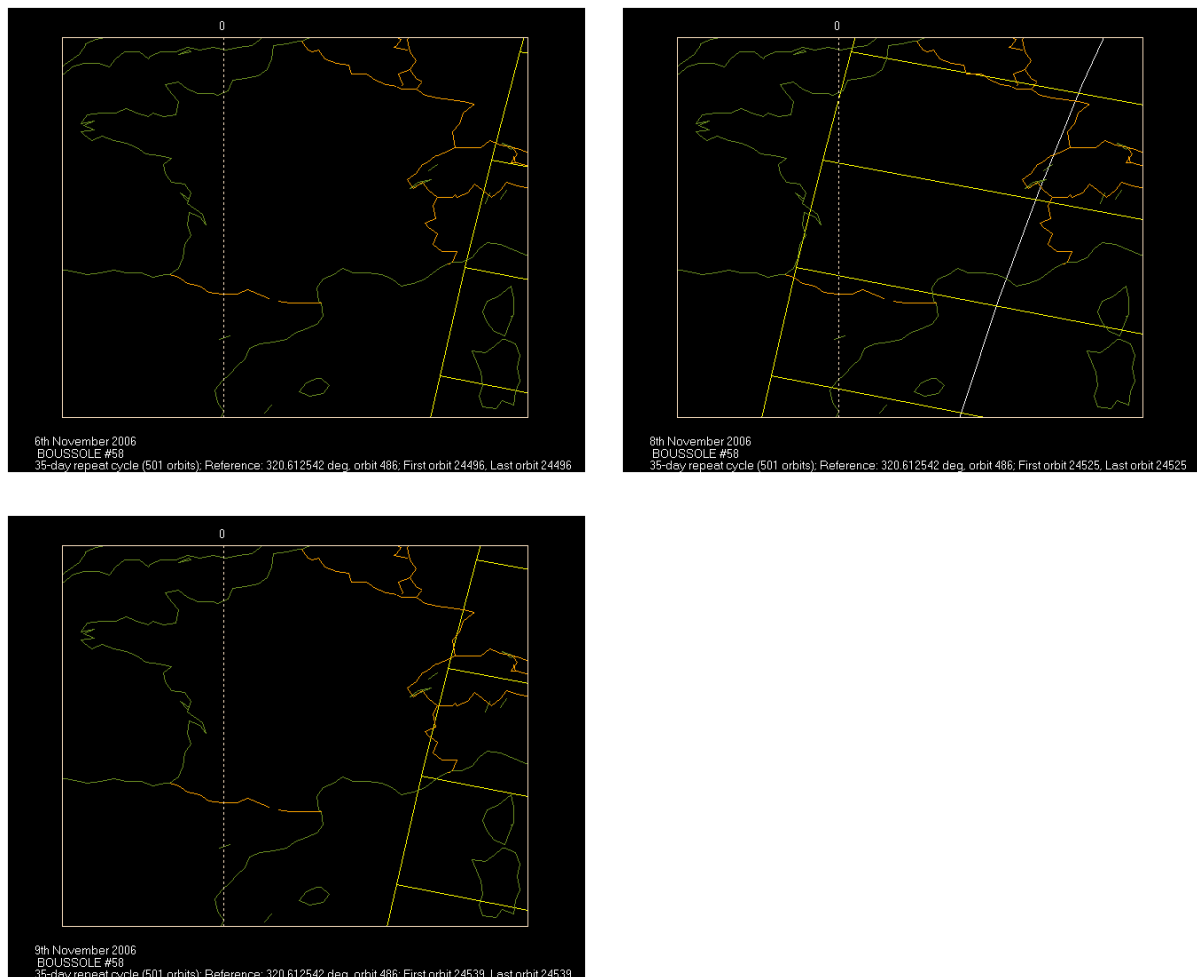 0
6th November 2006
BOUSSOLE #58
35-day repeat cycle (501 orbits); Reference: 320.612542 deg, orbit 486; First orbit 24496, Last orbit 24496
0
8th November 2006
BOUSSOLE #58
35-day repeat cycle (501 orbits); Reference: 320.612542 deg, orbit 486; First orbit 24525, Last orbit 24525
0
9th November 2006
BOUSSOLE #58
35-day repeat cycle (501 orbits); Reference: 320.612542 deg, orbit 486; First orbit 24539, Last orbit 24539